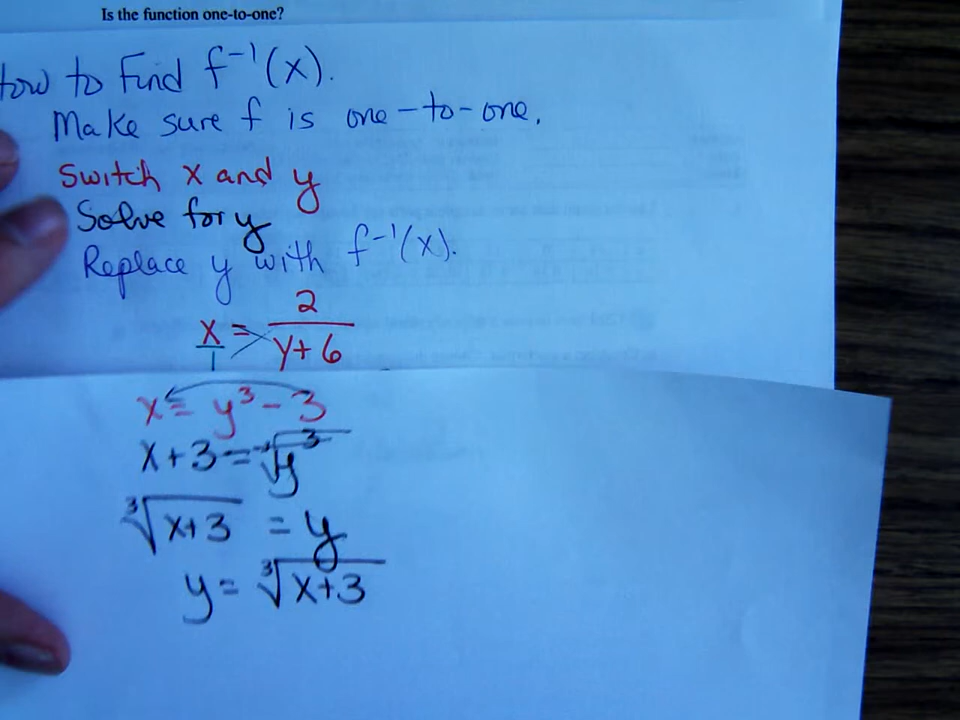 Is the function one-to-one?
How to Find f⁻¹(x).
Make sure f is one-to-one.
Switch x and y
Solve for y
Replace y with f⁻¹(x).
x/1 = 2/(y+6)
x = y³ - 3
x+3 = ∛y³
∛(x+3) = y
y = ∛(x+3)